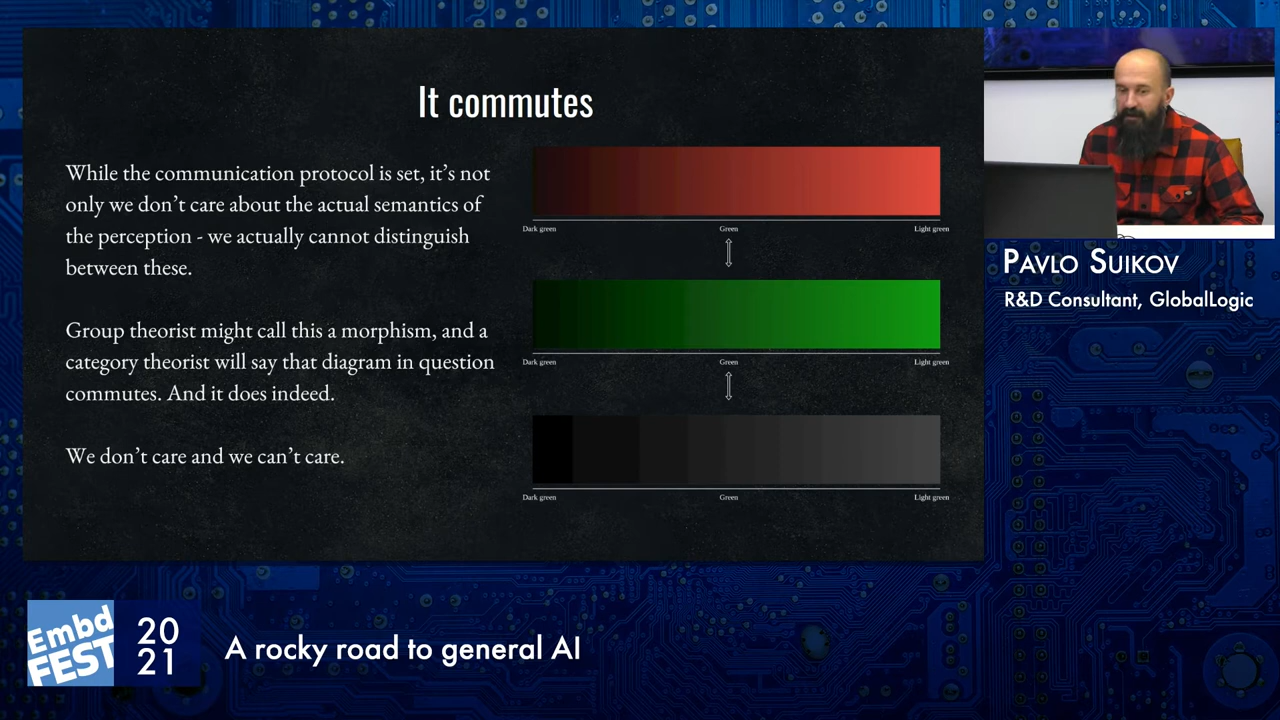 It commutes
While the communication protocol is set, it’s not
only we don’t care about the actual semantics of
the perception - we actually cannot distinguish
between these.
Group theorist might call this a morphism, and a
category theorist will say that diagram in question
commutes. And it does indeed.
We don’t care and we can’t care.
Dark green Green Light green
Dark green Green Light green
Dark green Green Light green
Pavlo Suikov
R&D Consultant, GlobalLogic
Embd
FEST
20
21
A rocky road to general AI